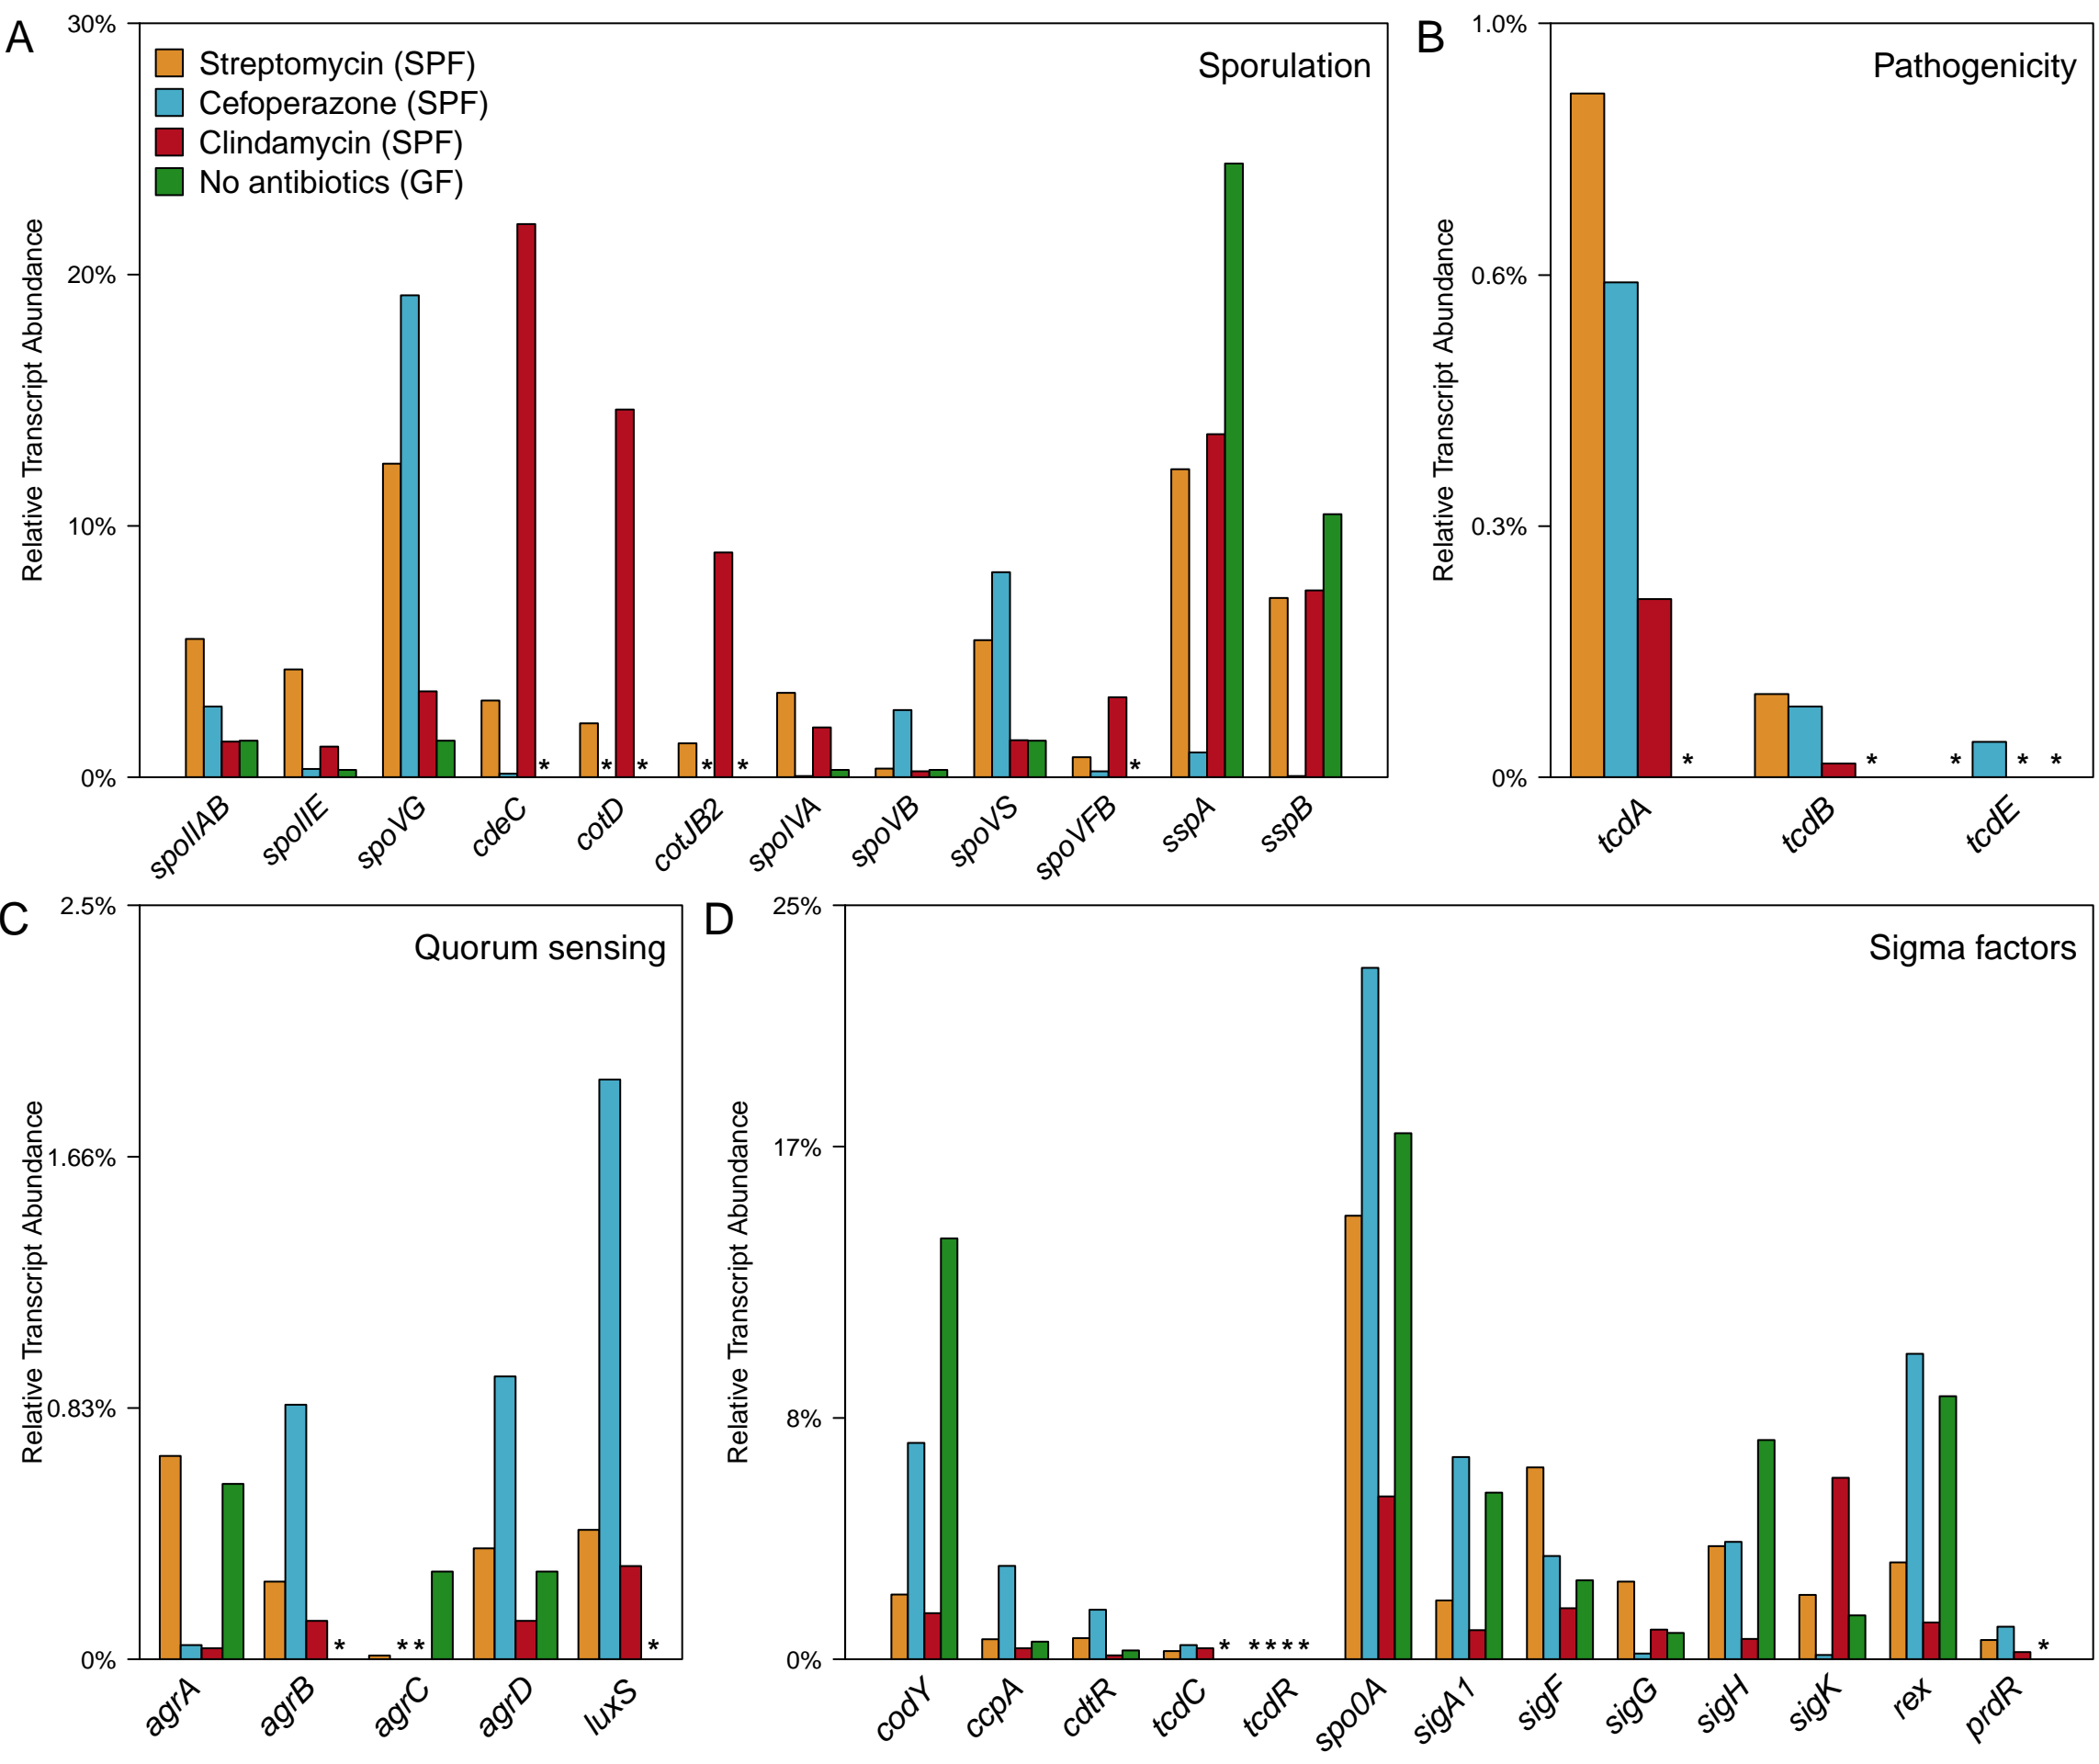 A
30%
20%
10%
0%
Relative Transcript Abundance
Streptomycin (SPF)
Cefoperazone (SPF)
Clindamycin (SPF)
No antibiotics (GF)
Sporulation
* * * * * *
spoIIAB spoIIE spoVG cdeC cotD cotJB2 spoIVA spoVB spoVS spoVFB sspA sspB
B
1.0%
0.6%
0.3%
0%
Relative Transcript Abundance
Pathogenicity
* * * * *
tcdA tcdB tcdE
C
2.5%
1.66%
0.83%
0%
Relative Transcript Abundance
Quorum sensing
* * * *
agrA agrB agrC agrD luxS
D
25%
17%
8%
0%
Relative Transcript Abundance
Sigma factors
* * * * * *
codY ccpA cdtR tcdC tcdR spo0A sigA1 sigF sigG sigH sigK rex prdR